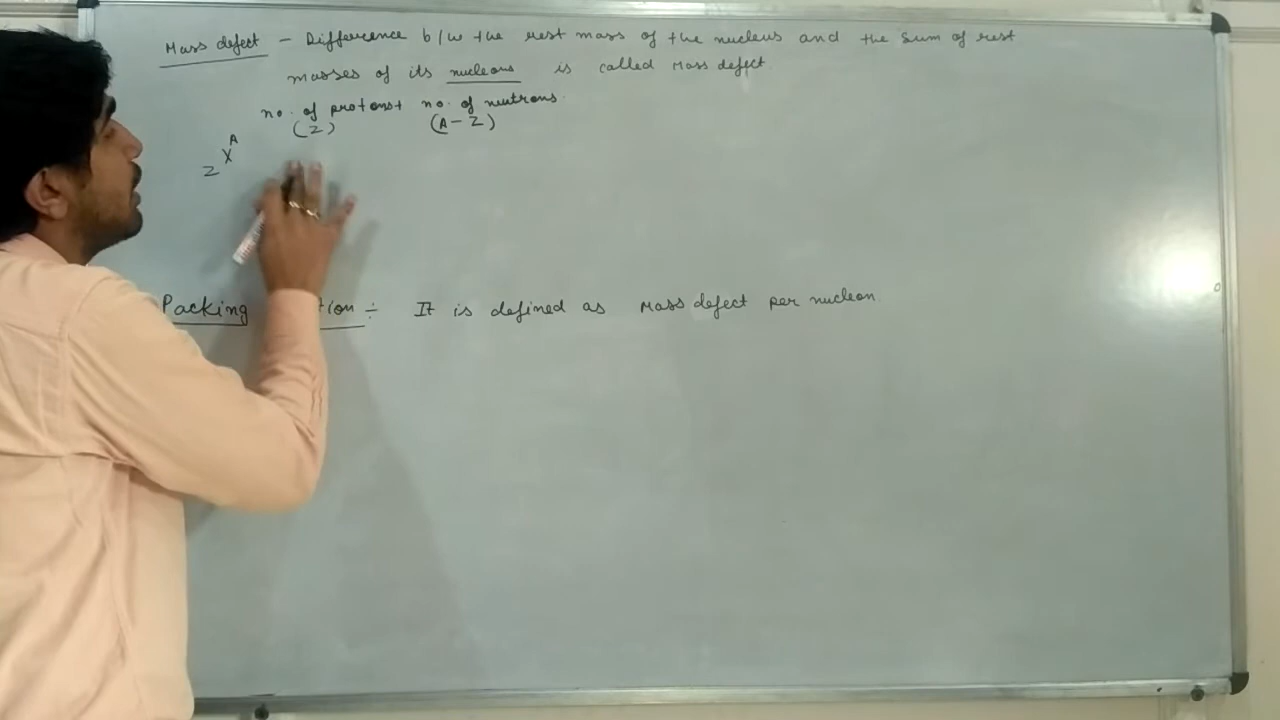 Mass defect - Difference b/w the rest mass of the nucleus and the sum of rest
masses of its nucleons is called Mass defect.
no. of protons + no. of neutrons.
(Z) (A-Z)
Z X A
Packing tion ÷ It is defined as Mass defect per nucleon.